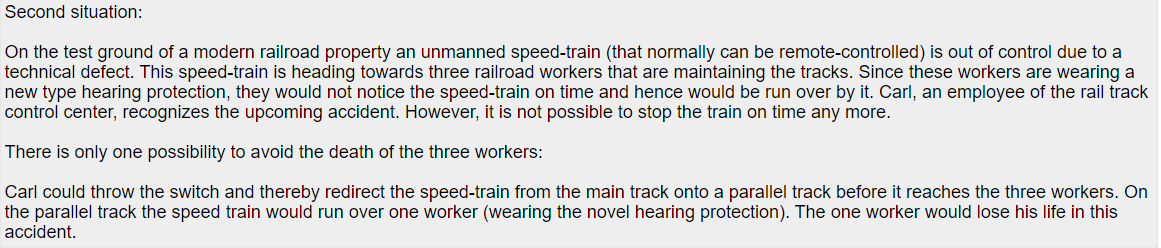 Second situation:
On the test ground of a modern railroad property an unmanned speed-train (that normally can be remote-controlled) is out of control due to a
technical defect. This speed-train is heading towards three railroad workers that are maintaining the tracks. Since these workers are wearing a
new type hearing protection, they would not notice the speed-train on time and hence would be run over by it. Carl, an employee of the rail track
control center, recognizes the upcoming accident. However, it is not possible to stop the train on time any more.
There is only one possibility to avoid the death of the three workers:
Carl could throw the switch and thereby redirect the speed-train from the main track onto a parallel track before it reaches the three workers. On
the parallel track the speed train would run over one worker (wearing the novel hearing protection). The one worker would lose his life in this
accident.